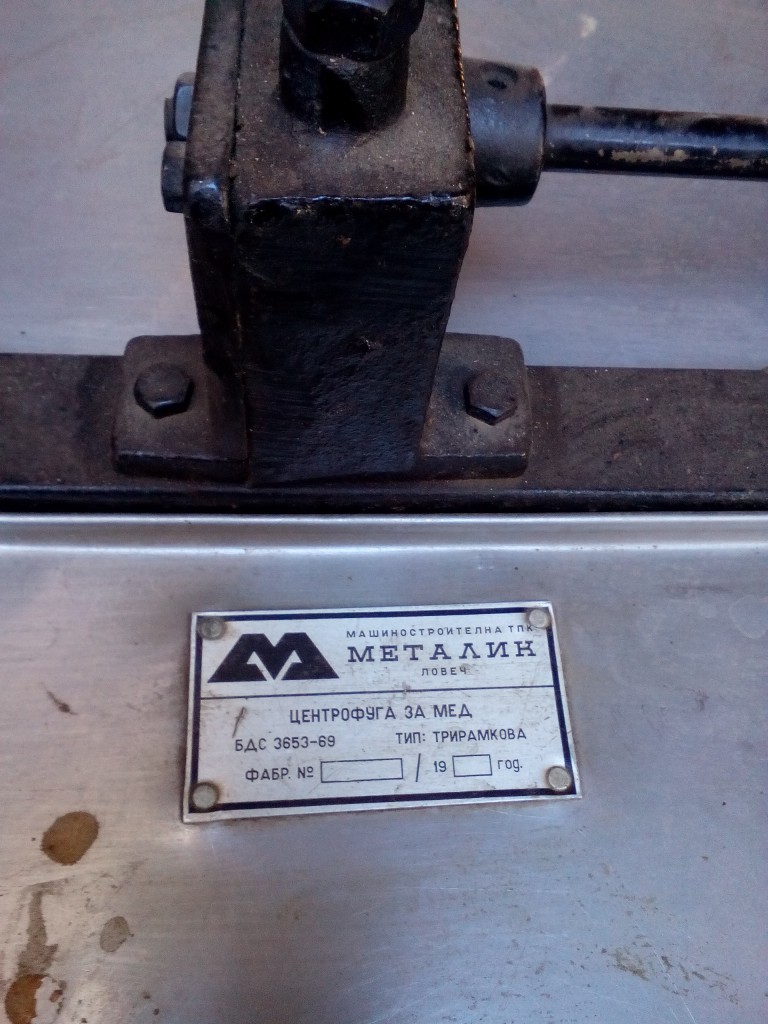 МАШИНОСТРОИТЕЛНА ТПК
МЕТАЛИК
ЛОВЕЧ
ЦЕНТРОФУГА ЗА МЕД
БДС 3653-69 ТИП: ТРИРАМКОВА
ФАБР. № / 19 год.